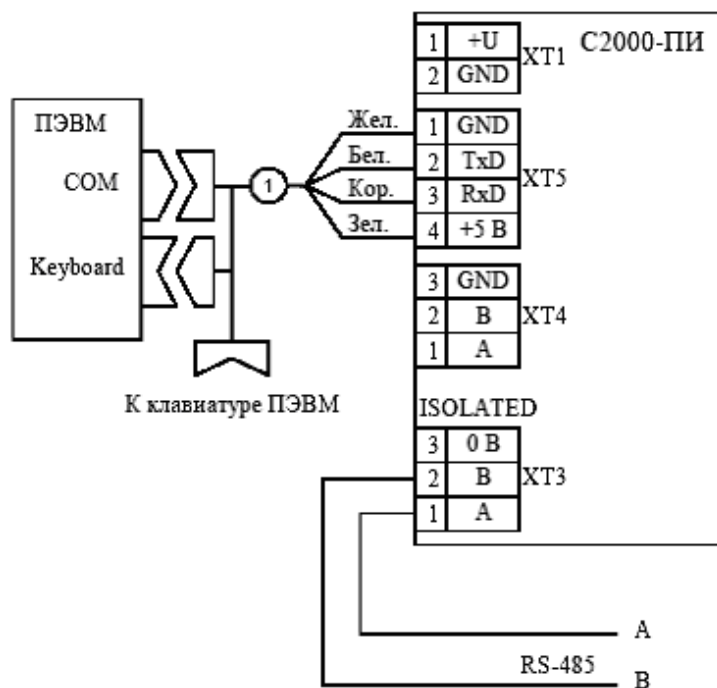 С2000-ПИ
1 +U
2 GND
XT1
ПЭВМ
COM
Keyboard
1
Жел.
Бел.
Кор.
Зел.
1 GND
2 TxD
3 RxD
4 +5 В
XT5
3 GND
2 B
1 A
XT4
К клавиатуре ПЭВМ
ISOLATED
3 0 В
2 B
1 A
XT3
A
RS-485
B